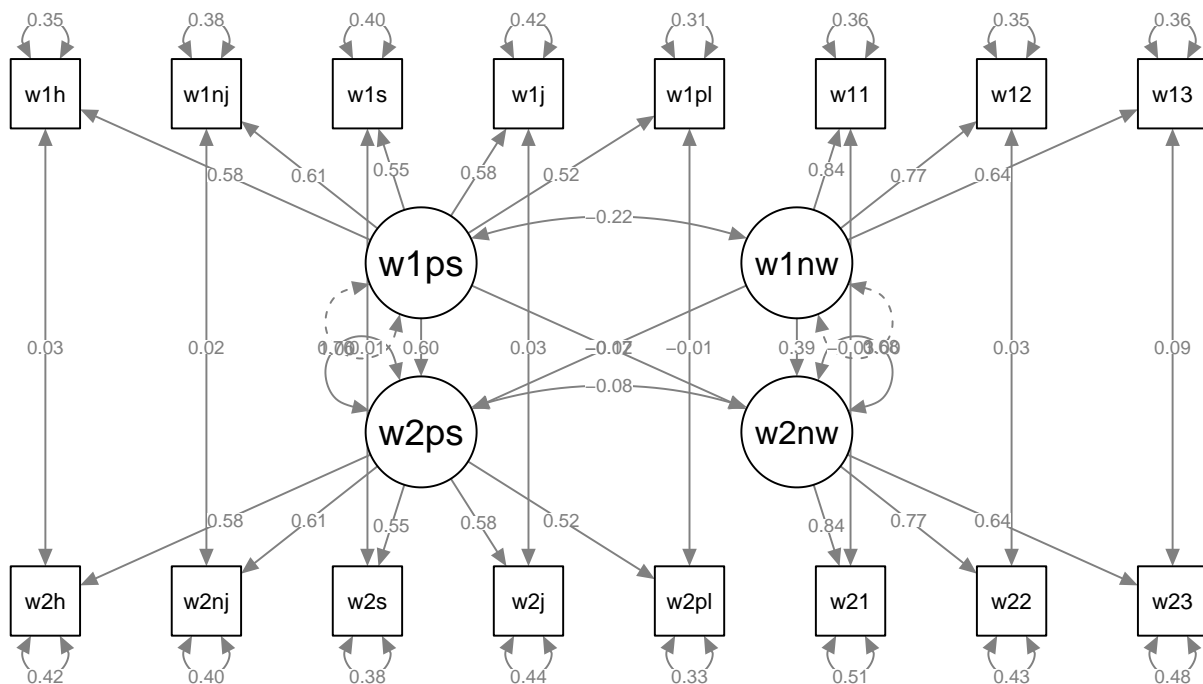 0.35 0.38 0.40 0.42 0.31 0.36 0.35 0.36
w1h w1nj w1s w1j w1pl w11 w12 w13
0.58 0.61 0.55 0.58 0.52 0.84 0.77 0.64
−0.22
w1ps w1nw
0.03 0.02 0.01 0.60 0.03 −0.01 0.39 0.03 0.09
−0.08
w2ps w2nw
0.58 0.61 0.55 0.58 0.52 0.84 0.77 0.64
w2h w2nj w2s w2j w2pl w21 w22 w23
0.42 0.40 0.38 0.44 0.33 0.51 0.43 0.48